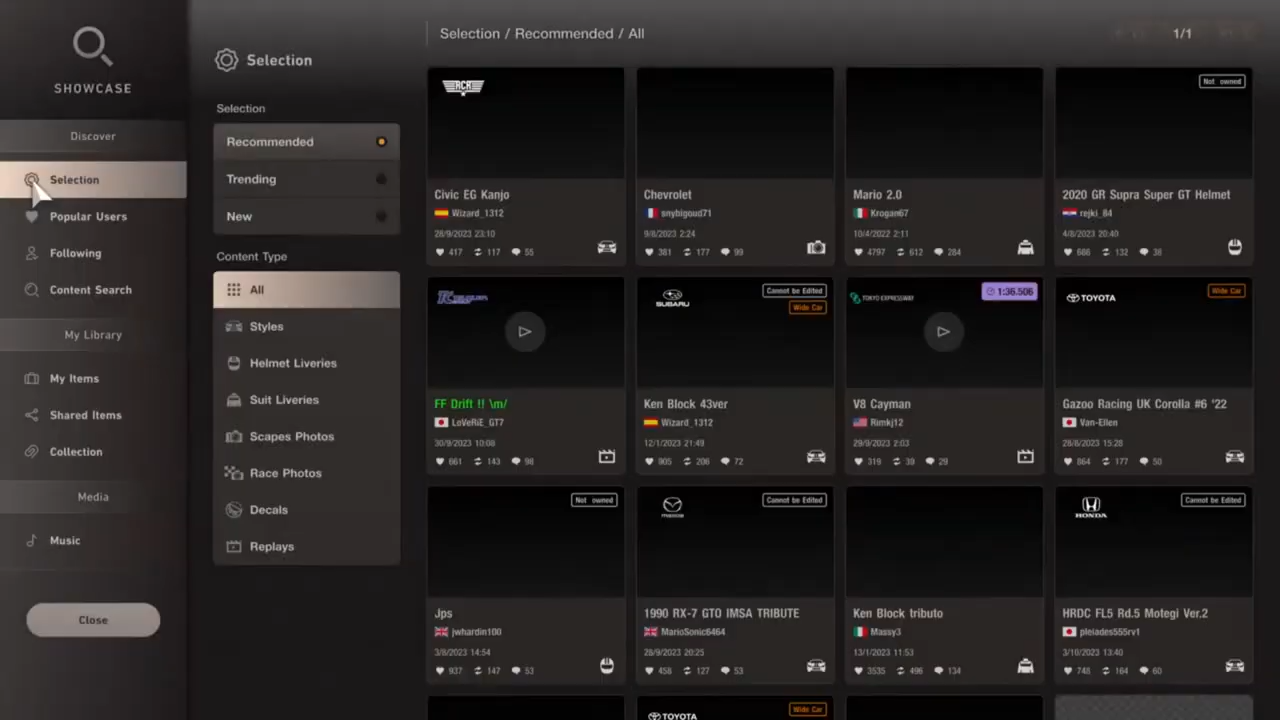 SHOWCASE
Discover
Selection
Popular Users
Following
Content Search
My Library
My Items
Shared Items
Collection
Media
Music
Close
Selection
Selection
Recommended
Trending
New
Content Type
All
Styles
Helmet Liveries
Suit Liveries
Scapes Photos
Race Photos
Decals
Replays
Selection / Recommended / All
1/1
Civic EG Kanjo
Wizard_1312
28/9/2023 23:10
417 117 55
Chevrolet
snybigoud71
9/8/2023 2:24
381 177 99
Mario 2.0
Krogan67
10/4/2022 2:11
4797 612 284
Not owned
2020 GR Supra Super GT Helmet
rejki_84
4/8/2023 20:40
686 132 38
FF Drift !! \m/
LoVeRiE_GT7
30/9/2023 10:08
661 143 98
SUBARU
Cannot be Edited
Wide Car
Ken Block 43ver
Wizard_1312
12/1/2023 21:49
905 206 72
TOKYO EXPRESSWAY
1:36.506
V8 Cayman
Rimkj12
29/9/2023 2:03
319 39 29
TOYOTA
Wide Car
Gazoo Racing UK Corolla #6 '22
Van-Ellen
28/8/2023 15:28
864 177 50
Not owned
Jps
jwhardin100
3/8/2023 14:54
937 147 53
mazda
Cannot be Edited
1990 RX-7 GTO IMSA TRIBUTE
MarioSonic6464
28/9/2023 20:25
458 127 53
Ken Block tributo
Massy3
13/1/2023 11:53
3535 496 134
HONDA
Cannot be Edited
HRDC FL5 Rd.5 Motegi Ver.2
pleiades555rv1
3/10/2023 13:40
748 164 60
TOYOTA
Wide Car